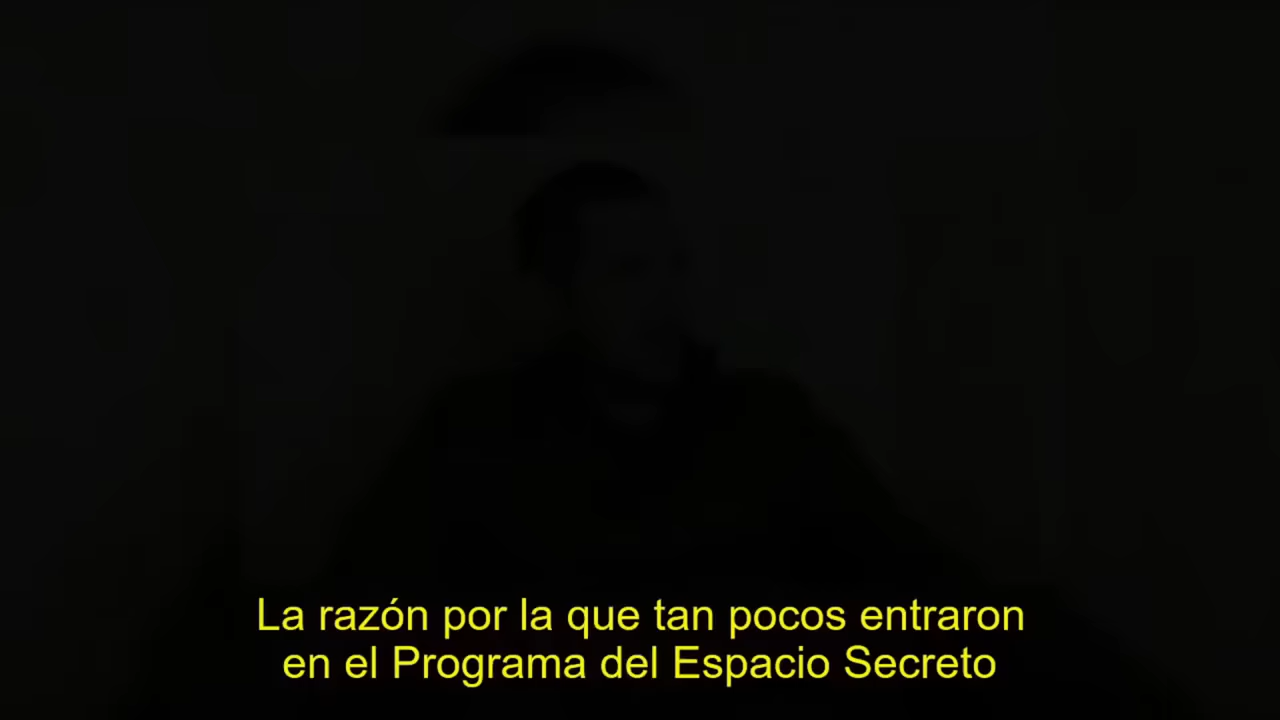 La razón por la que tan pocos entraron
en el Programa del Espacio Secreto